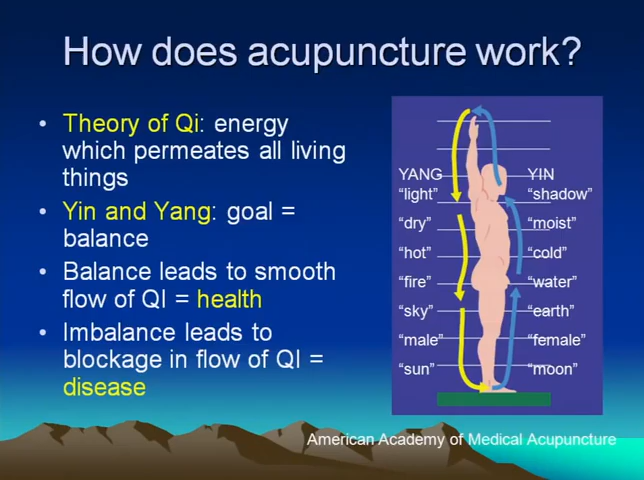 How does acupuncture work?
• Theory of Qi: energy
which permeates all living
things
• Yin and Yang: goal =
balance
• Balance leads to smooth
flow of QI = health
• Imbalance leads to
blockage in flow of QI =
disease
YANG YIN
“light” “shadow”
“dry” “moist”
“hot” “cold”
“fire” “water”
“sky” “earth”
“male” “female”
“sun” “moon”
American Academy of Medical Acupuncture